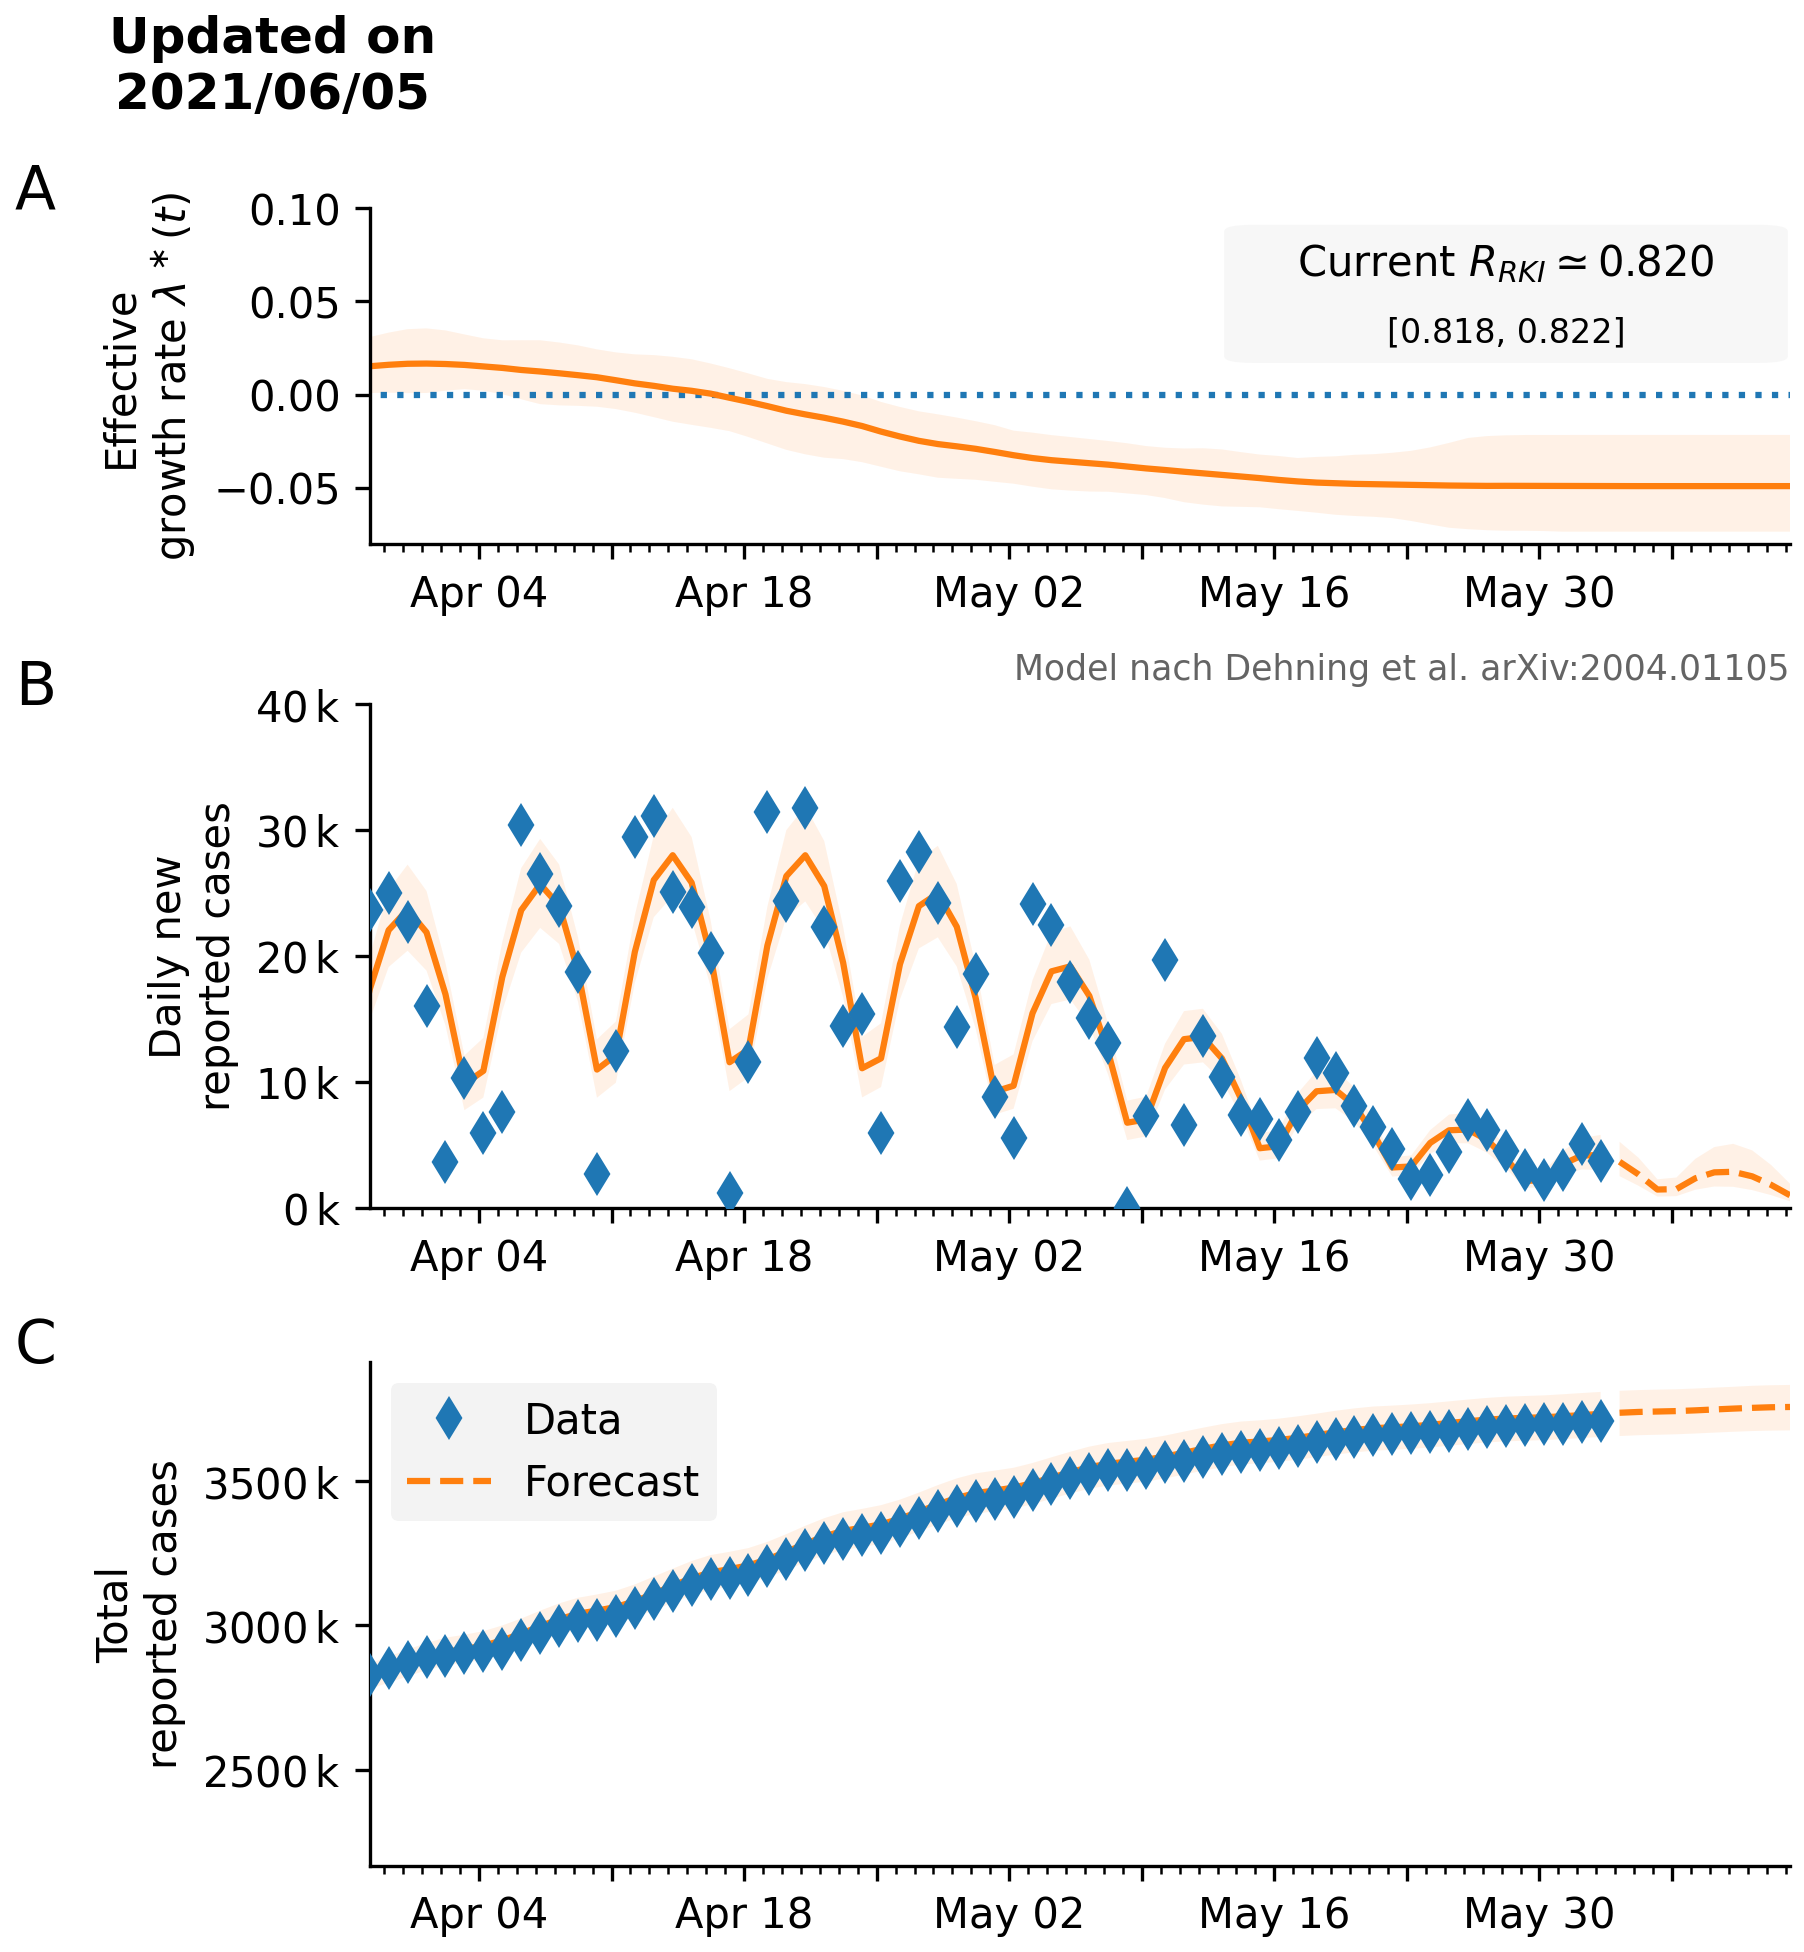 Updated on
2021/06/05
A
Effective
growth rate λ * (t)
0.10
0.05
0.00
−0.05
Current R_RKI ≃ 0.820
[0.818, 0.822]
Apr 04 Apr 18 May 02 May 16 May 30
Model nach Dehning et al. arXiv:2004.01105
B
Daily new
reported cases
40 k
30 k
20 k
10 k
0 k
Apr 04 Apr 18 May 02 May 16 May 30
C
Total
reported cases
Data
Forecast
3500 k
3000 k
2500 k
Apr 04 Apr 18 May 02 May 16 May 30